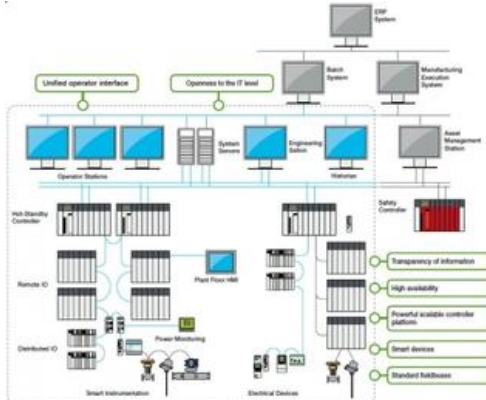 ERP
System
Batch
System
Manufacturing
Execution
System
Unified operator interface
Openness to the IT level
System
Servers
Engineering
Station
Asset
Management
Station
Operator Stations
Historian
Hot-Standby
Controller
Safety
Controller
Transparency of information
Remote IO
Plant Floor HMI
High availability
Powerful scalable controller
platform
Distributed IO
Power Monitoring
Smart devices
Standard fieldbuses
Smart Instrumentation
Electrical Devices